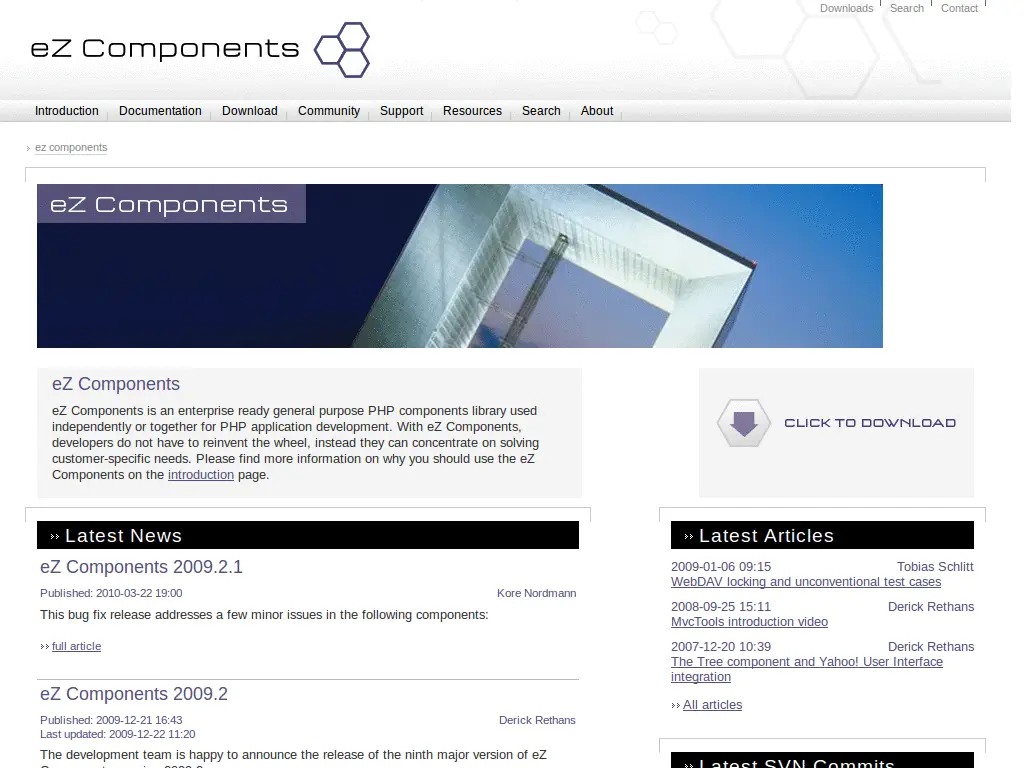 Downloads Search Contact
eZ Components
Introduction Documentation Download Community Support Resources Search About
ez components
eZ Components
eZ Components
eZ Components is an enterprise ready general purpose PHP components library used
independently or together for PHP application development. With eZ Components,
developers do not have to reinvent the wheel, instead they can concentrate on solving
customer-specific needs. Please find more information on why you should use the eZ
Components on the introduction page.
CLICK TO DOWNLOAD
Latest News
eZ Components 2009.2.1
Published: 2010-03-22 19:00 Kore Nordmann
This bug fix release addresses a few minor issues in the following components:
full article
eZ Components 2009.2
Published: 2009-12-21 16:43 Derick Rethans
Last updated: 2009-12-22 11:20
The development team is happy to announce the release of the ninth major version of eZ
Latest Articles
2009-01-06 09:15 Tobias Schlitt
WebDAV locking and unconventional test cases
2008-09-25 15:11 Derick Rethans
MvcTools introduction video
2007-12-20 10:39 Derick Rethans
The Tree component and Yahoo! User Interface
integration
All articles
Latest SVN Commits